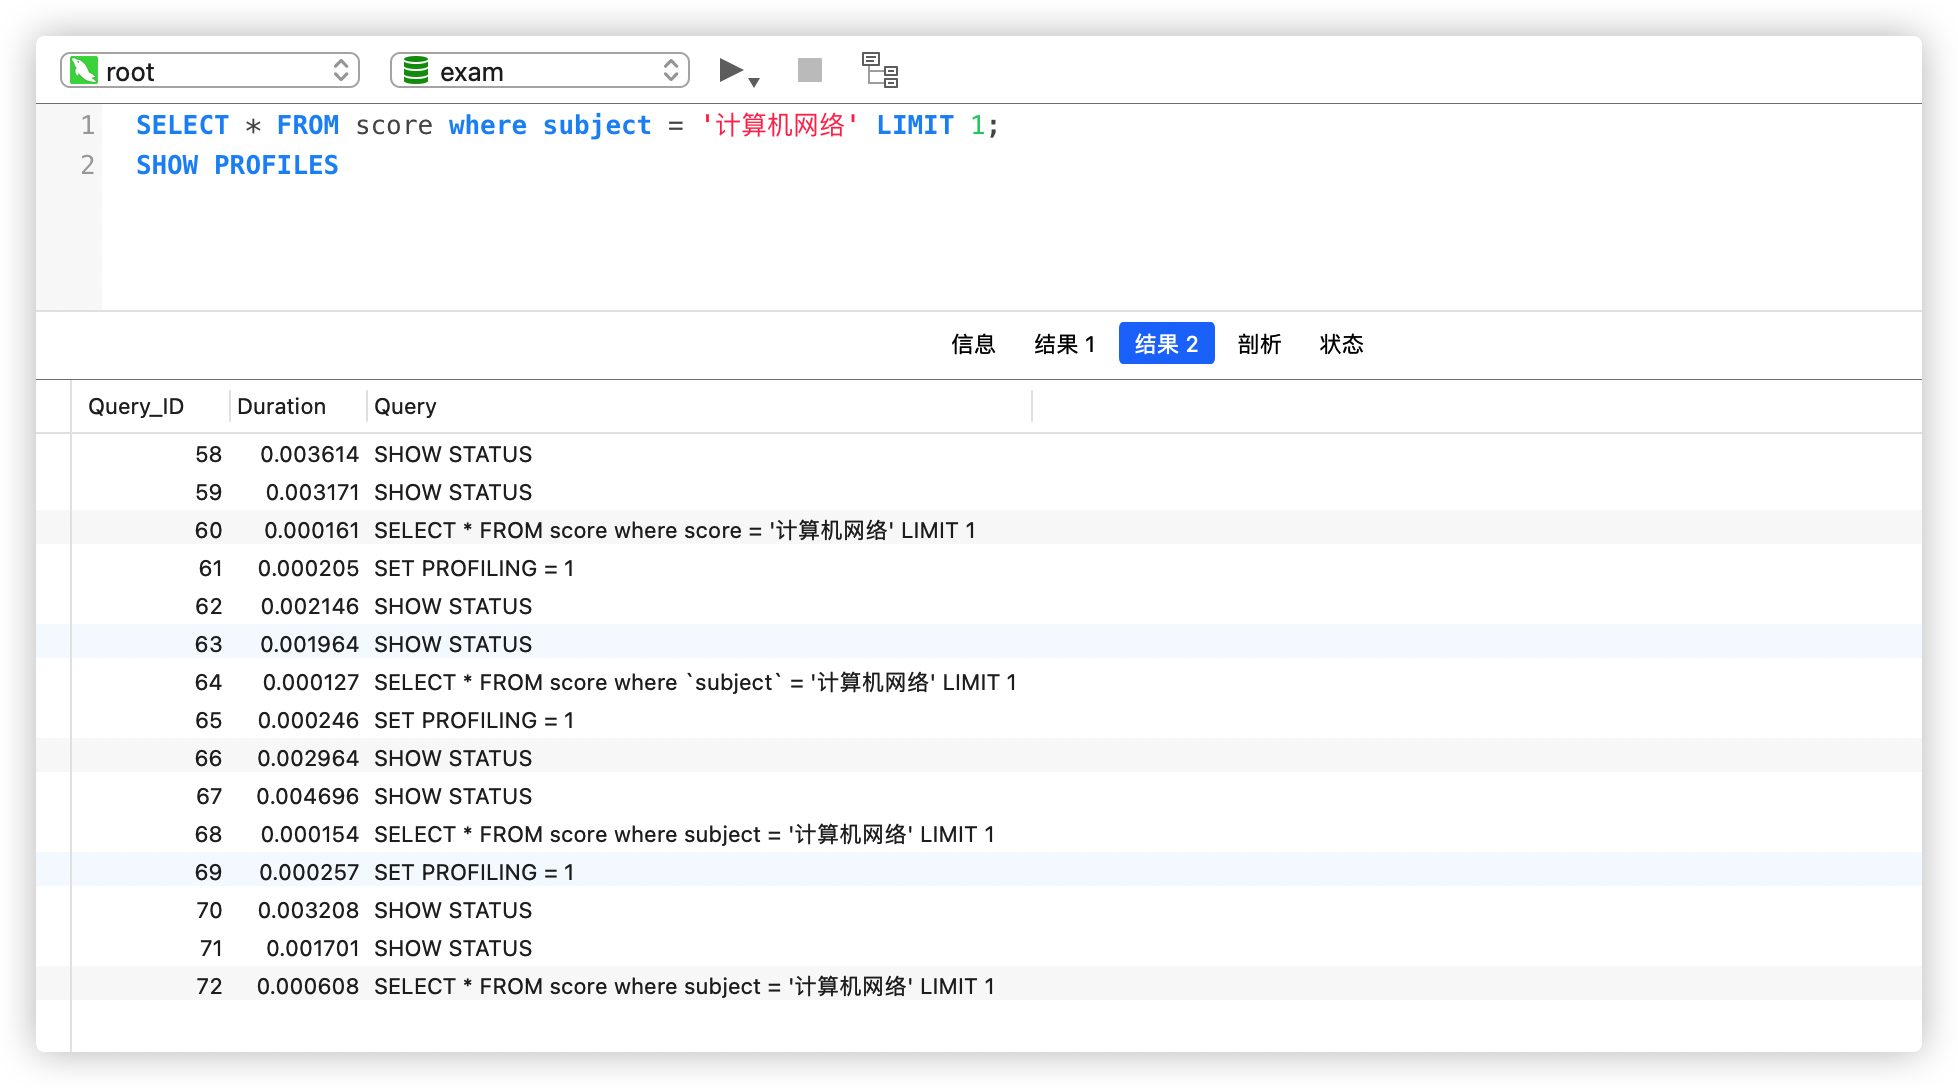 root exam
1 SELECT * FROM score where subject = '计算机网络' LIMIT 1;
2 SHOW PROFILES
信息 结果 1 结果 2 剖析 状态
Query_ID Duration Query
58 0.003614 SHOW STATUS
59 0.003171 SHOW STATUS
60 0.000161 SELECT * FROM score where score = '计算机网络' LIMIT 1
61 0.000205 SET PROFILING = 1
62 0.002146 SHOW STATUS
63 0.001964 SHOW STATUS
64 0.000127 SELECT * FROM score where `subject` = '计算机网络' LIMIT 1
65 0.000246 SET PROFILING = 1
66 0.002964 SHOW STATUS
67 0.004696 SHOW STATUS
68 0.000154 SELECT * FROM score where subject = '计算机网络' LIMIT 1
69 0.000257 SET PROFILING = 1
70 0.003208 SHOW STATUS
71 0.001701 SHOW STATUS
72 0.000608 SELECT * FROM score where subject = '计算机网络' LIMIT 1